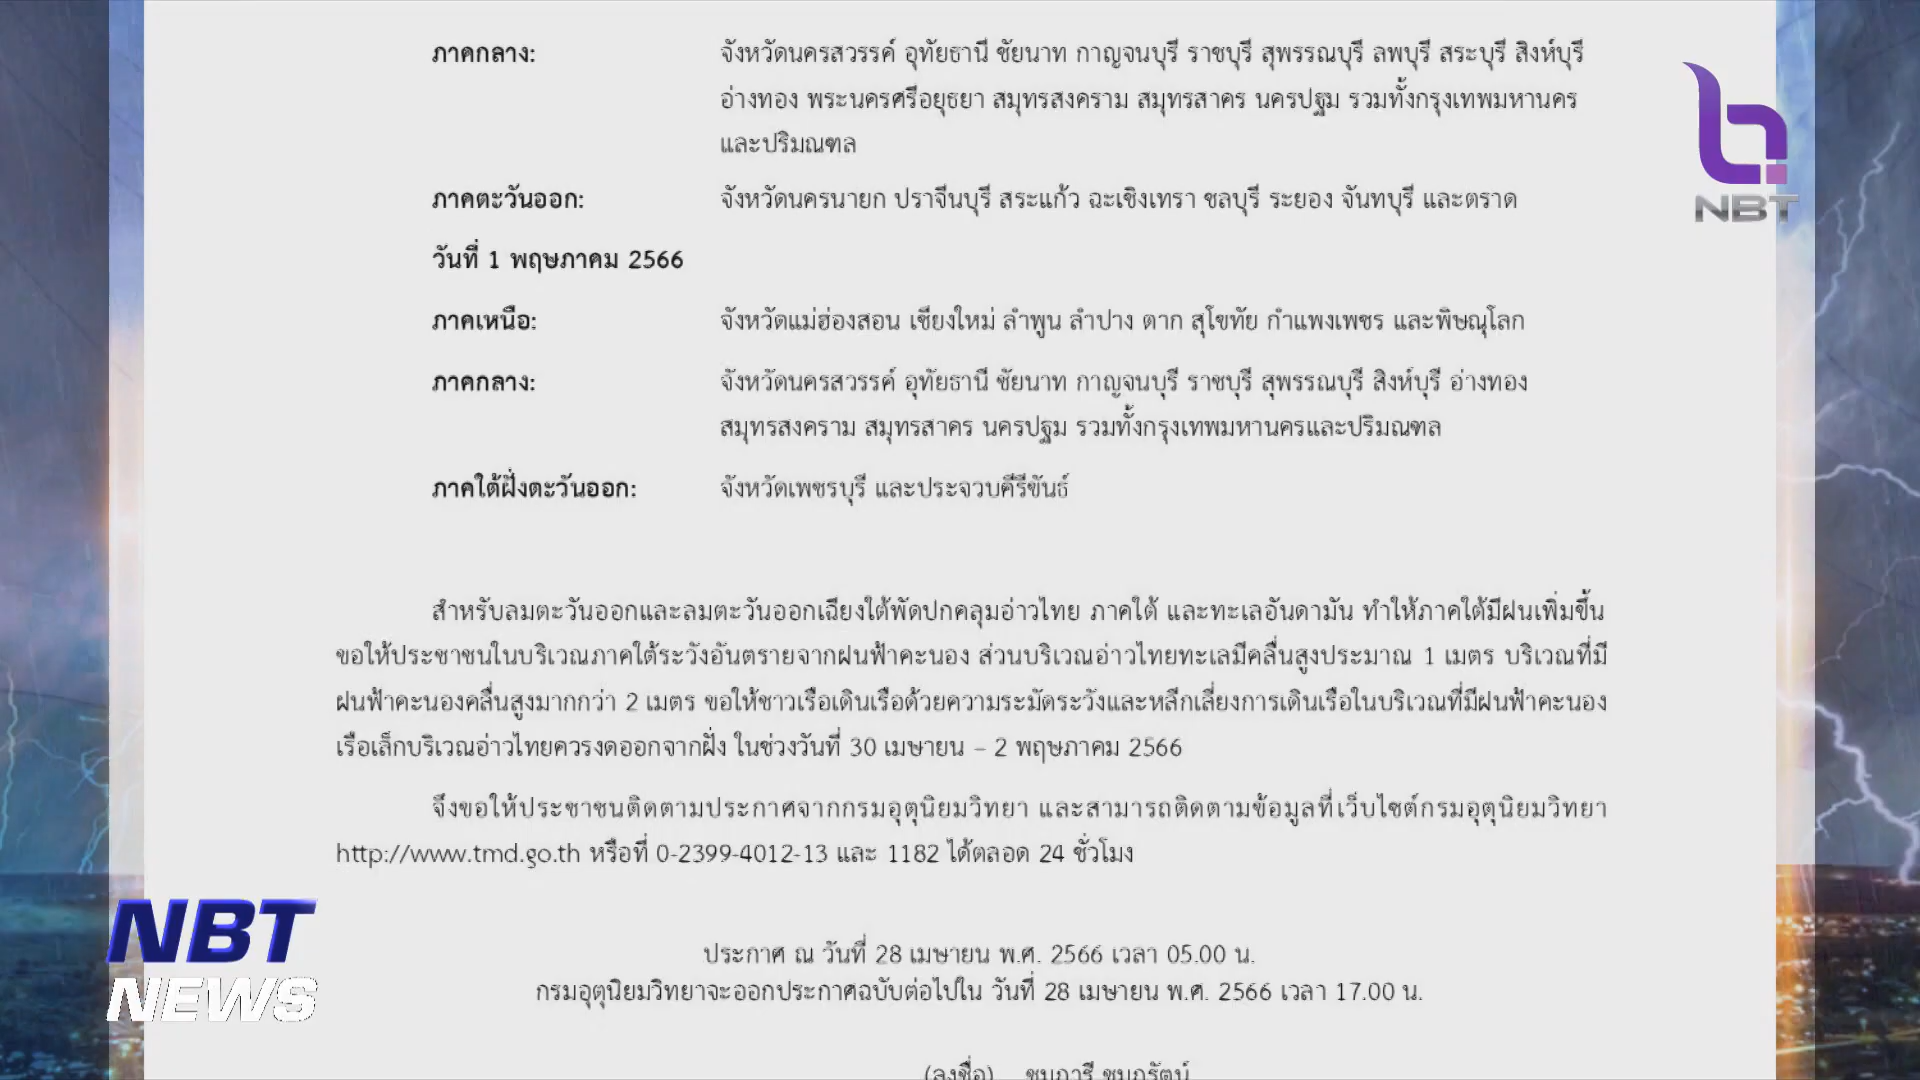 ภาคกลาง: จังหวัดนครสวรรค์ อุทัยธานี ชัยนาท กาญจนบุรี ราชบุรี สุพรรณบุรี ลพบุรี สระบุรี สิงห์บุรี
อ่างทอง พระนครศรีอยุธยา สมุทรสงคราม สมุทรสาคร นครปฐม รวมทั้งกรุงเทพมหานคร
และปริมณฑล
NBT
ภาคตะวันออก: จังหวัดนครนายก ปราจีนบุรี สระแก้ว ฉะเชิงเทรา ชลบุรี ระยอง จันทบุรี และตราด
วันที่ 1 พฤษภาคม 2566
ภาคเหนือ: จังหวัดแม่ฮ่องสอน เชียงใหม่ ลำพูน ลำปาง ตาก สุโขทัย กำแพงเพชร และพิษณุโลก
ภาคกลาง: จังหวัดนครสวรรค์ อุทัยธานี ชัยนาท กาญจนบุรี ราชบุรี สุพรรณบุรี สิงห์บุรี อ่างทอง
สมุทรสงคราม สมุทรสาคร นครปฐม รวมทั้งกรุงเทพมหานครและปริมณฑล
ภาคใต้ฝั่งตะวันออก: จังหวัดเพชรบุรี และประจวบคีรีขันธ์
สำหรับลมตะวันออกและลมตะวันออกเฉียงใต้พัดปกคลุมอ่าวไทย ภาคใต้ และทะเลอันดามัน ทำให้ภาคใต้มีฝนเพิ่มขึ้น
ขอให้ประชาชนในบริเวณภาคใต้ระวังอันตรายจากฝนฟ้าคะนอง ส่วนบริเวณอ่าวไทยทะเลมีคลื่นสูงประมาณ 1 เมตร บริเวณที่มี
ฝนฟ้าคะนองคลื่นสูงมากกว่า 2 เมตร ขอให้ชาวเรือเดินเรือด้วยความระมัดระวังและหลีกเลี่ยงการเดินเรือในบริเวณที่มีฝนฟ้าคะนอง
เรือเล็กบริเวณอ่าวไทยควรงดออกจากฝั่ง ในช่วงวันที่ 30 เมษายน – 2 พฤษภาคม 2566
จึงขอให้ประชาชนติดตามประกาศจากกรมอุตุนิยมวิทยา และสามารถติดตามข้อมูลที่เว็บไซต์กรมอุตุนิยมวิทยา
http://www.tmd.go.th หรือที่ 0-2399-4012-13 และ 1182 ได้ตลอด 24 ชั่วโมง
NBT
NEWS
ประกาศ ณ วันที่ 28 เมษายน พ.ศ. 2566 เวลา 05.00 น.
กรมอุตุนิยมวิทยาจะออกประกาศฉบับต่อไปใน วันที่ 28 เมษายน พ.ศ. 2566 เวลา 17.00 น.
(ลงชื่อ)